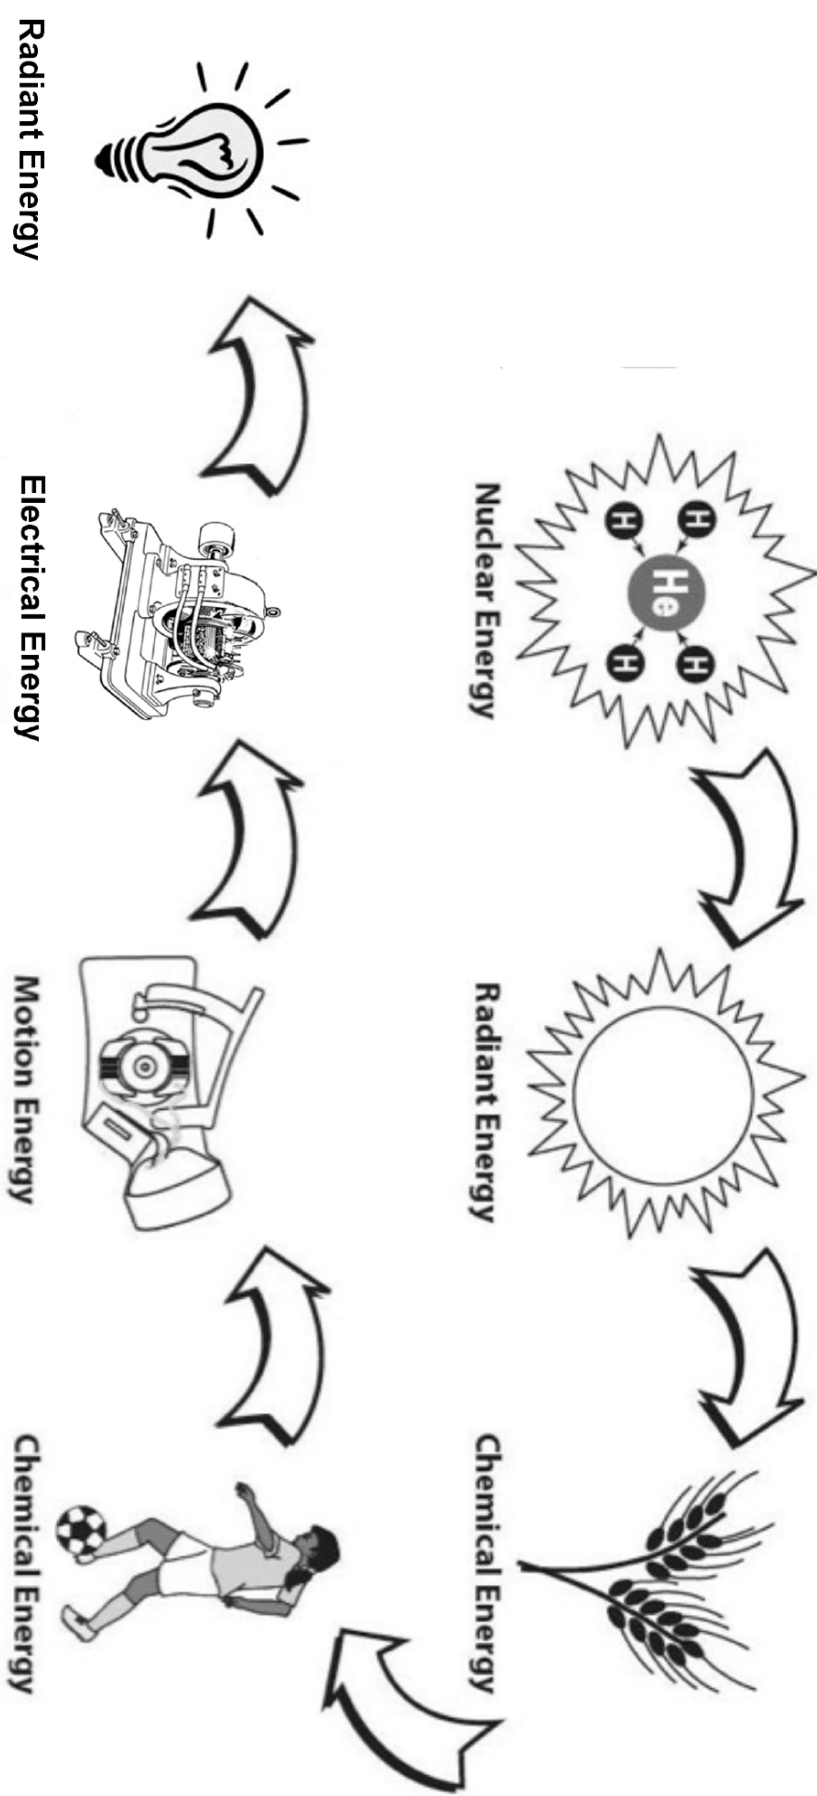 H
H
He
H
H
Nuclear Energy
Radiant Energy
Chemical Energy
Radiant Energy
Electrical Energy
Motion Energy
Chemical Energy